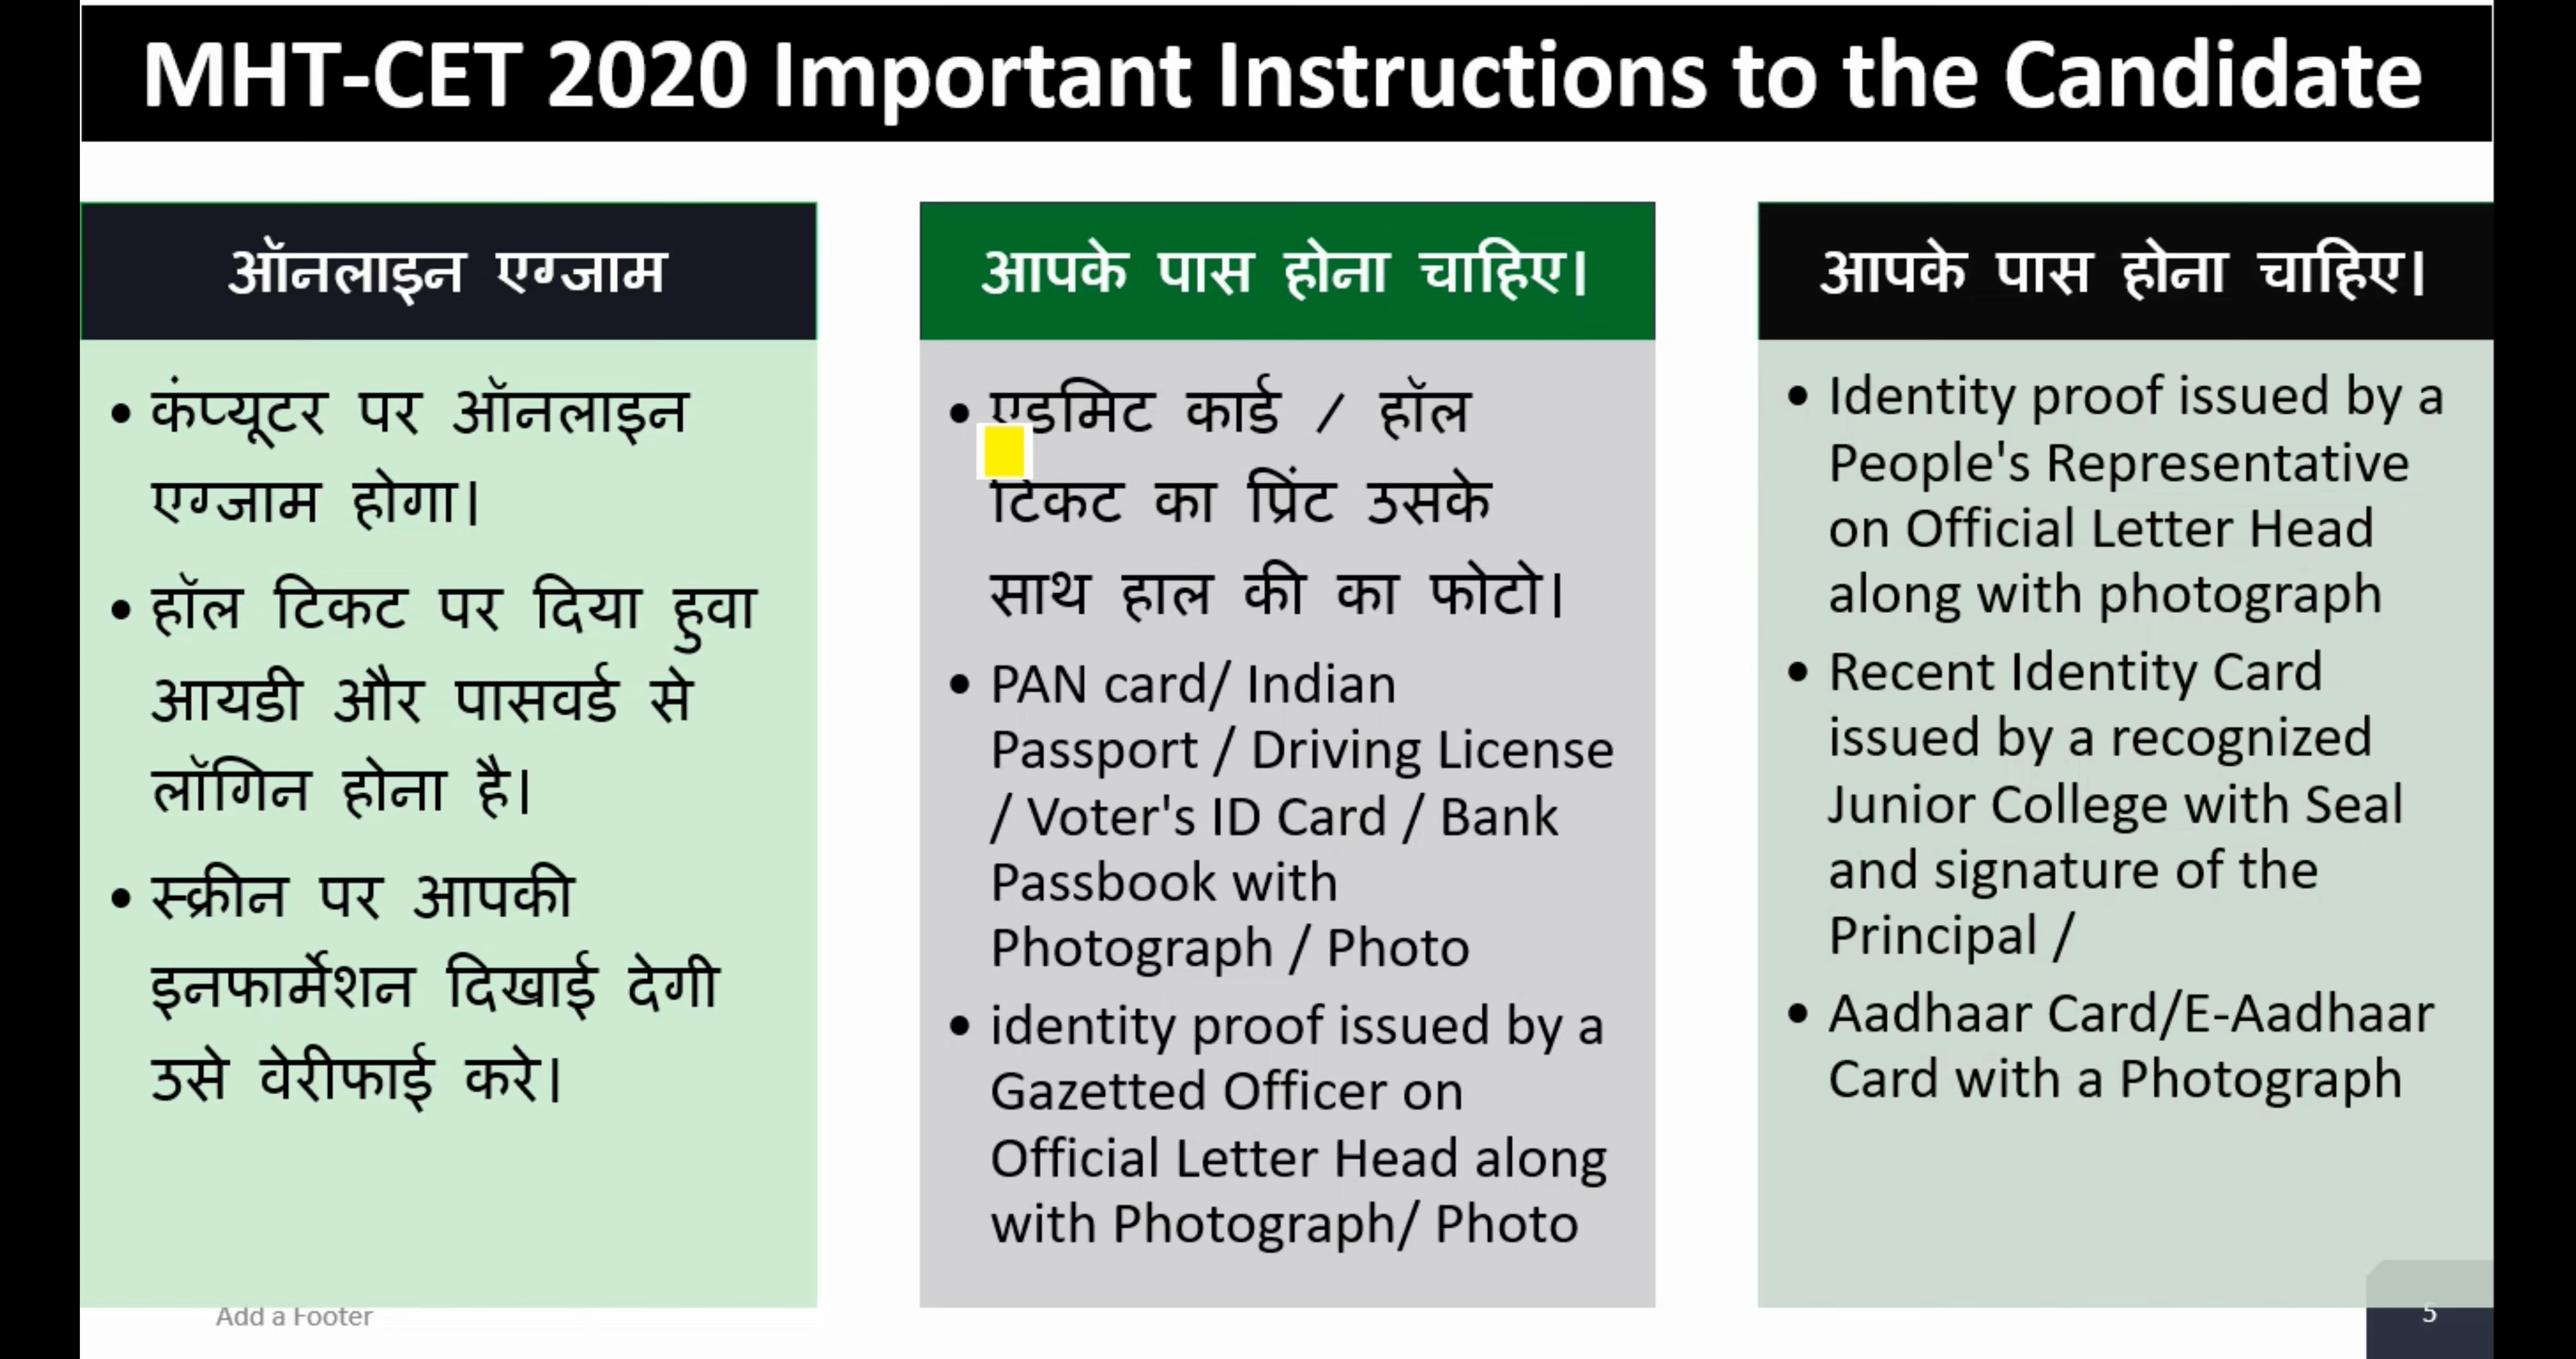 MHT-CET 2020 Important Instructions to the Candidate
ऑनलाइन एग्जाम
• कंप्यूटर पर ऑनलाइन
एग्जाम होगा।
• हॉल टिकट पर दिया हुवा
आयडी और पासवर्ड से
लॉगिन होना है।
• स्क्रीन पर आपकी
इनफार्मेशन दिखाई देगी
उसे वेरीफाई करे।
आपके पास होना चाहिए।
• एडमिट कार्ड / हॉल
टिकट का प्रिंट उसके
साथ हाल की का फोटो।
• PAN card/ Indian
Passport / Driving License
/ Voter's ID Card / Bank
Passbook with
Photograph / Photo
• identity proof issued by a
Gazetted Officer on
Official Letter Head along
with Photograph/ Photo
आपके पास होना चाहिए।
• Identity proof issued by a
People's Representative
on Official Letter Head
along with photograph
• Recent Identity Card
issued by a recognized
Junior College with Seal
and signature of the
Principal /
• Aadhaar Card/E-Aadhaar
Card with a Photograph
Add a Footer
5